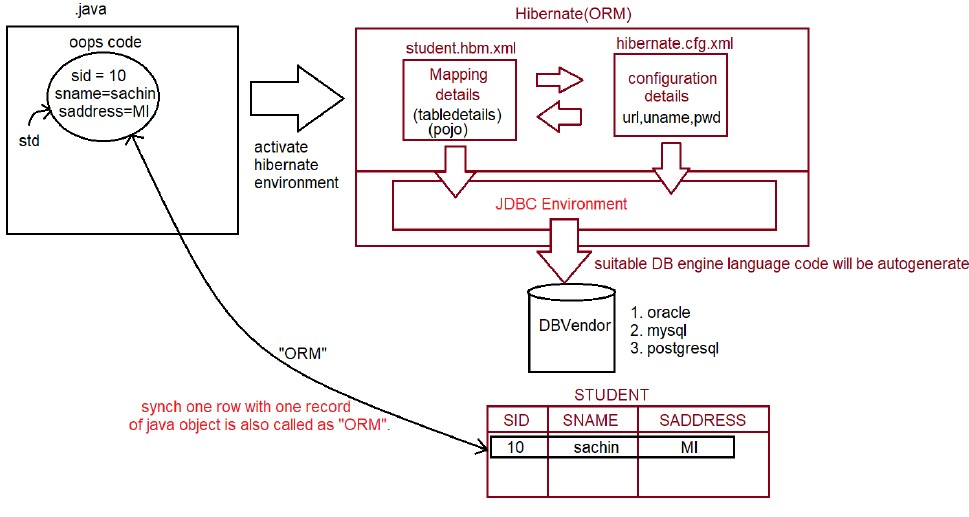 .java
oops code
sid = 10
sname=sachin
saddress=MI
std
activate
hibernate
environment
Hibernate(ORM)
student.hbm.xml
Mapping
details
(tabledetails)
(pojo)
hibernate.cfg.xml
configuration
details
url,uname,pwd
JDBC Environment
suitable DB engine language code will be autogenerate
DBVendor
1. oracle
2. mysql
3. postgresql
"ORM"
synch one row with one record
of java object is also called as "ORM".
STUDENT
SID SNAME SADDRESS
10 sachin MI